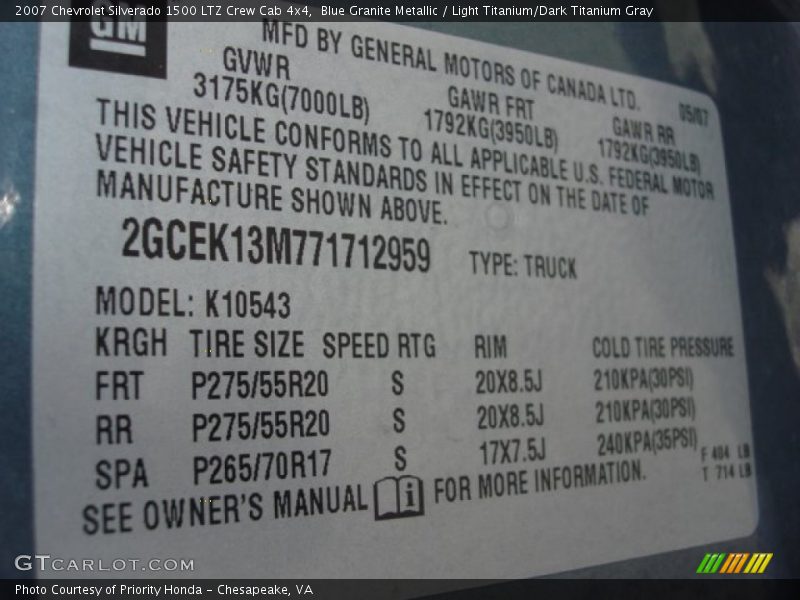 2007 Chevrolet Silverado 1500 LTZ Crew Cab 4x4, Blue Granite Metallic / Light Titanium/Dark Titanium Gray
GM
MFD BY GENERAL MOTORS OF CANADA LTD.
05/07
GVWR GAWR FRT GAWR RR
3175KG(7000LB) 1792KG(3950LB) 1792KG(3950LB)
THIS VEHICLE CONFORMS TO ALL APPLICABLE U.S. FEDERAL MOTOR
VEHICLE SAFETY STANDARDS IN EFFECT ON THE DATE OF
MANUFACTURE SHOWN ABOVE.
2GCEK13M771712959 TYPE: TRUCK
MODEL: K10543
KRGH TIRE SIZE SPEED RTG RIM COLD TIRE PRESSURE
FRT P275/55R20 S 20X8.5J 210KPA(30PSI)
RR P275/55R20 S 20X8.5J 210KPA(30PSI)
SPA P265/70R17 S 17X7.5J 240KPA(35PSI)
F 484 LB
T 714 LB
SEE OWNER'S MANUAL i FOR MORE INFORMATION.
GTCARLOT.COM
Photo Courtesy of Priority Honda - Chesapeake, VA